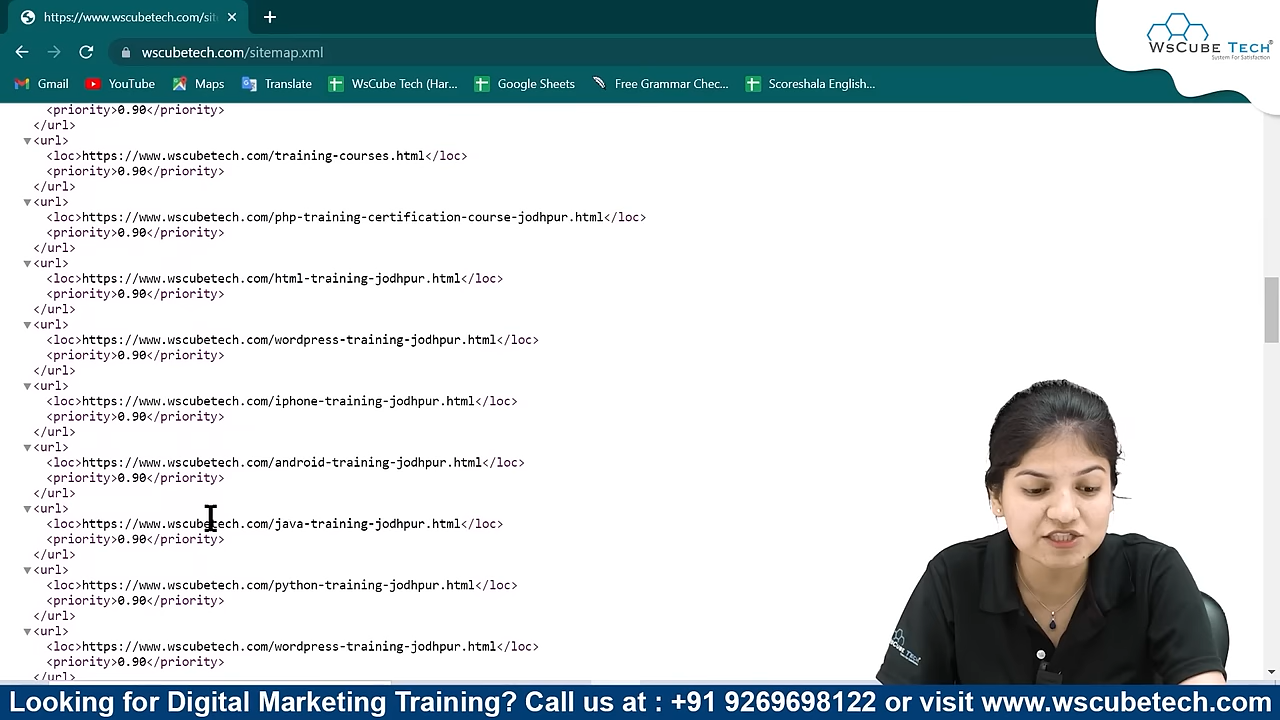 https://www.wscubetech.com/sit
wscubetech.com/sitemap.xml
WsCube Tech®
System For Satisfaction
Gmail YouTube Maps Translate WsCube Tech (Har... Google Sheets Free Grammar Chec... Scoreshala English...
<priority>0.90</priority>
</url>
▼<url>
<loc>https://www.wscubetech.com/training-courses.html</loc>
<priority>0.90</priority>
</url>
▼<url>
<loc>https://www.wscubetech.com/php-training-certification-course-jodhpur.html</loc>
<priority>0.90</priority>
</url>
▼<url>
<loc>https://www.wscubetech.com/html-training-jodhpur.html</loc>
<priority>0.90</priority>
</url>
▼<url>
<loc>https://www.wscubetech.com/wordpress-training-jodhpur.html</loc>
<priority>0.90</priority>
</url>
▼<url>
<loc>https://www.wscubetech.com/iphone-training-jodhpur.html</loc>
<priority>0.90</priority>
</url>
▼<url>
<loc>https://www.wscubetech.com/android-training-jodhpur.html</loc>
<priority>0.90</priority>
</url>
▼<url>
<loc>https://www.wscubetech.com/java-training-jodhpur.html</loc>
<priority>0.90</priority>
</url>
▼<url>
<loc>https://www.wscubetech.com/python-training-jodhpur.html</loc>
<priority>0.90</priority>
</url>
▼<url>
<loc>https://www.wscubetech.com/wordpress-training-jodhpur.html</loc>
<priority>0.90</priority>
</url>
WsCube Tech
Looking for Digital Marketing Training? Call us at : +91 9269698122 or visit www.wscubetech.com